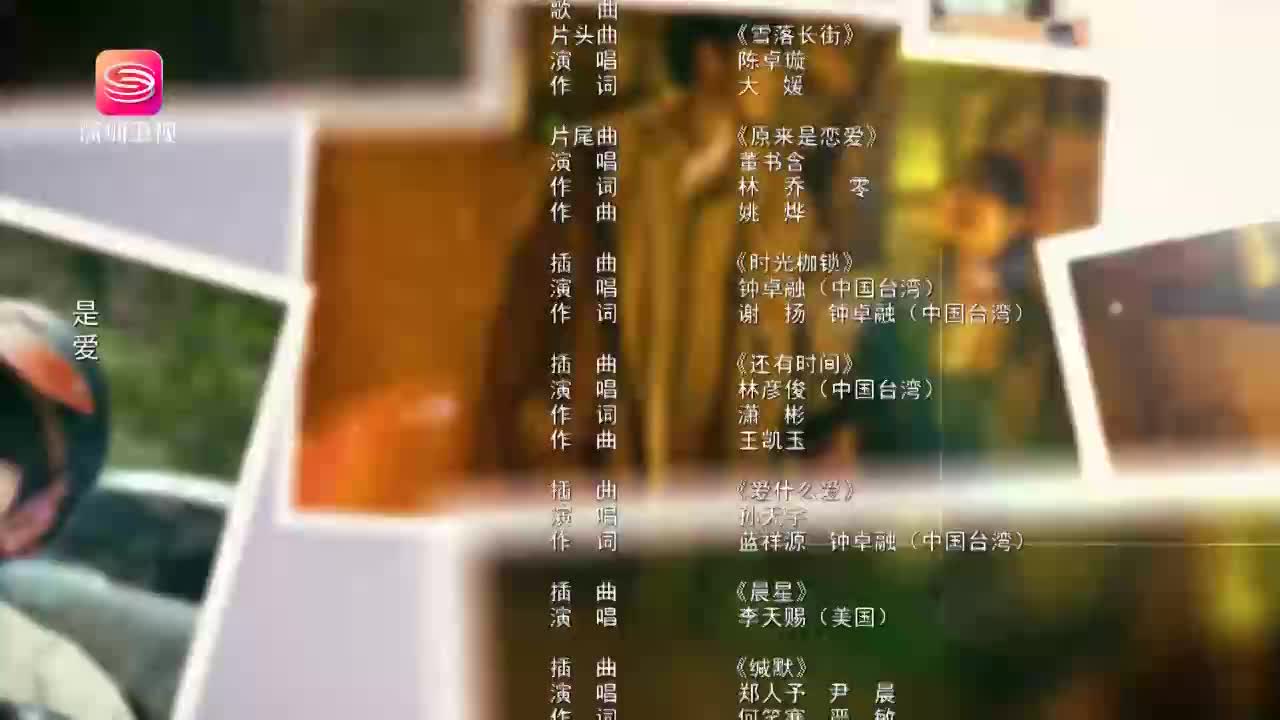 歌 曲
片头曲 《雪落长街》
演 唱 陈卓璇
作 词 大 媛
深圳卫视
片尾曲 《原来是恋爱》
演 唱 董书含
作 词 林 乔 零
作 曲 姚 烨
插 曲 《时光枷锁》
演 唱 钟卓融（中国台湾）
作 词 谢 扬 钟卓融（中国台湾）
是
爱
插 曲 《还有时间》
演 唱 林彦俊（中国台湾）
作 词 潇 彬
作 曲 王凯玉
插 曲 《爱什么爱》
演 唱 孙天宇
作 词 蓝祥源 钟卓融（中国台湾）
插 曲 《晨星》
演 唱 李天赐（美国）
插 曲 《缄默》
演 唱 郑人予 尹 晨
作 词 何笑寒 严 敏